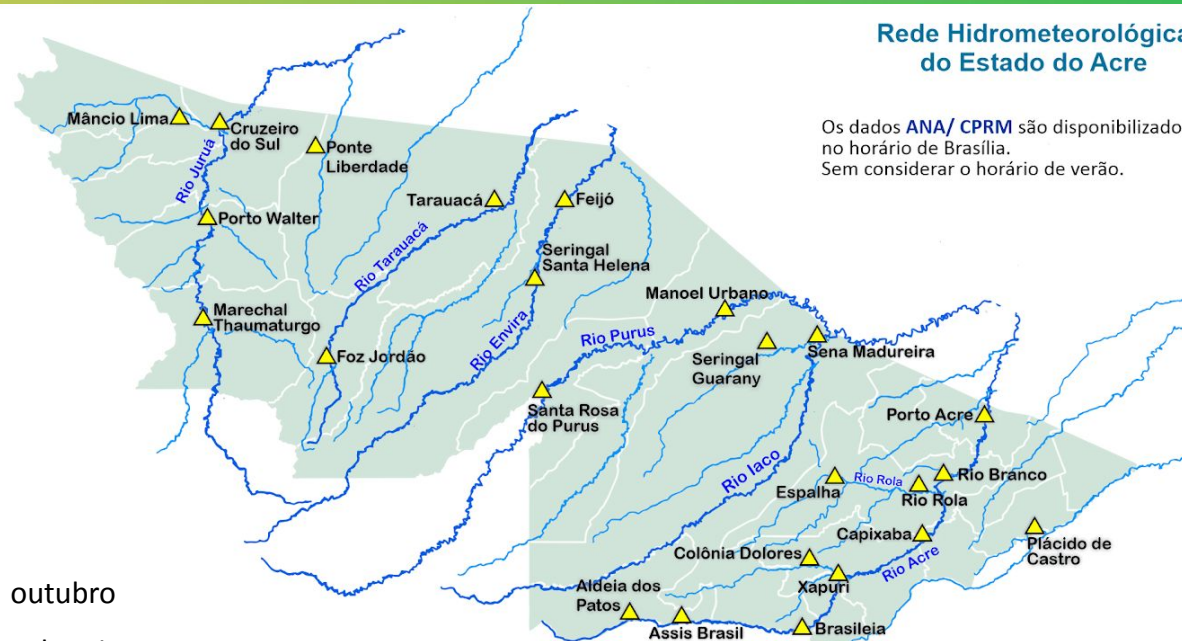 Rede Hidrometeorológica
do Estado do Acre
Os dados ANA/ CPRM são disponibilizado
no horário de Brasília.
Sem considerar o horário de verão.
Mâncio Lima
Cruzeiro
do Sul
Ponte
Liberdade
Rio Juruá
Porto Walter
Tarauacá
Feijó
Rio Tarauacá
Seringal
Santa Helena
Marechal
Thaumaturgo
Foz Jordão
Rio Envira
Manoel Urbano
Rio Purus
Seringal
Guarany
Sena Madureira
Santa Rosa
do Purus
Porto Acre
Rio Iaco
Espalha
Rio Rola
Rio Rola
Rio Branco
Capixaba
Plácido de
Castro
Colônia Dolores
Rio Acre
Xapuri
Aldeia dos
Patos
Assis Brasil
Brasileia
outubro